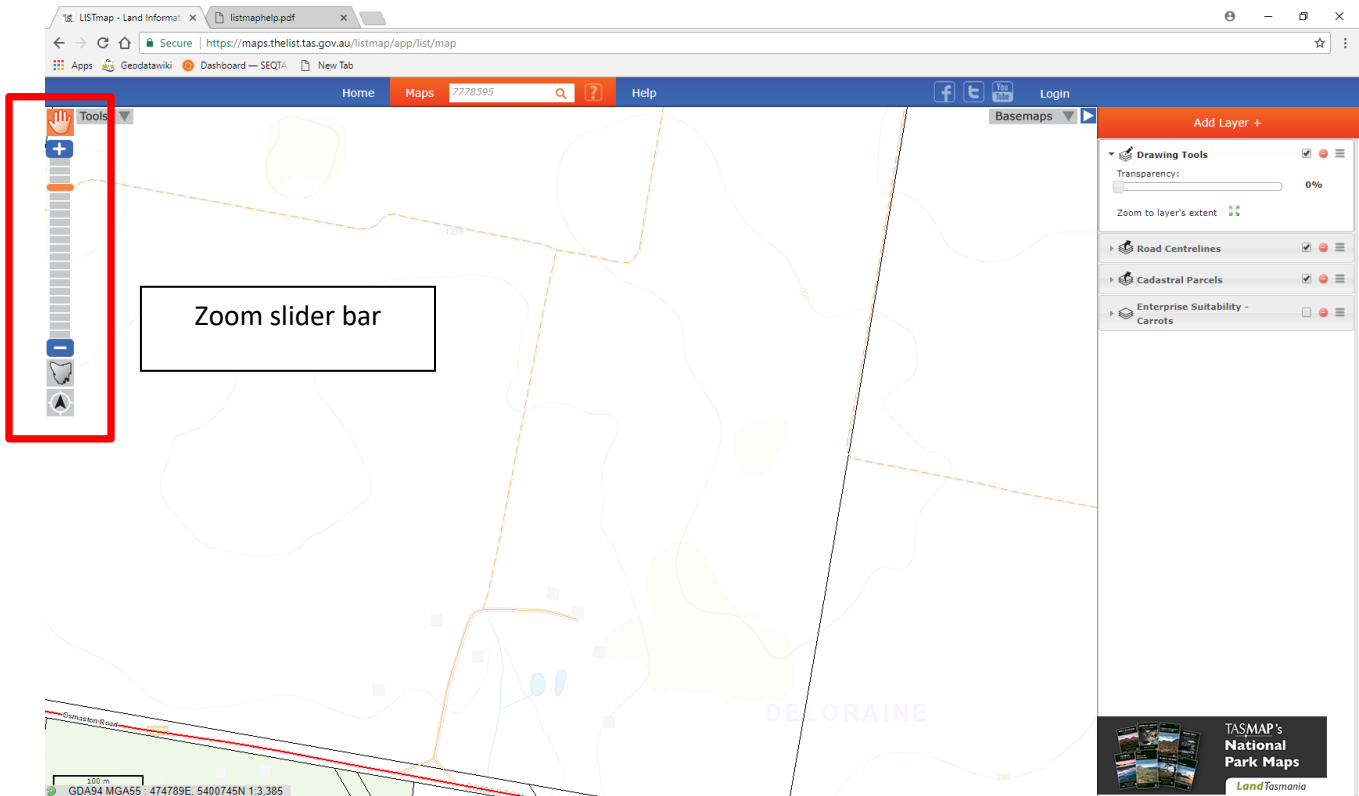 LISTmap - Land Informat
listmaphelp.pdf
Secure | https://maps.thelist.tas.gov.au/listmap/app/list/map
Apps Geodatawiki Dashboard — SEQTA New Tab
Home Maps 7778595 ? Help You Tube Login
Tools Basemaps
Add Layer +
Drawing Tools
Transparency:
0%
Zoom to layer's extent
Road Centrelines
Cadastral Parcels
Enterprise Suitability -
Carrots
Zoom slider bar
DELORAINE
Osmaston Road
100 m
GDA94 MGA55 : 474789E, 5400745N 1:3,385
TASMAP's
National
Park Maps
LandTasmania